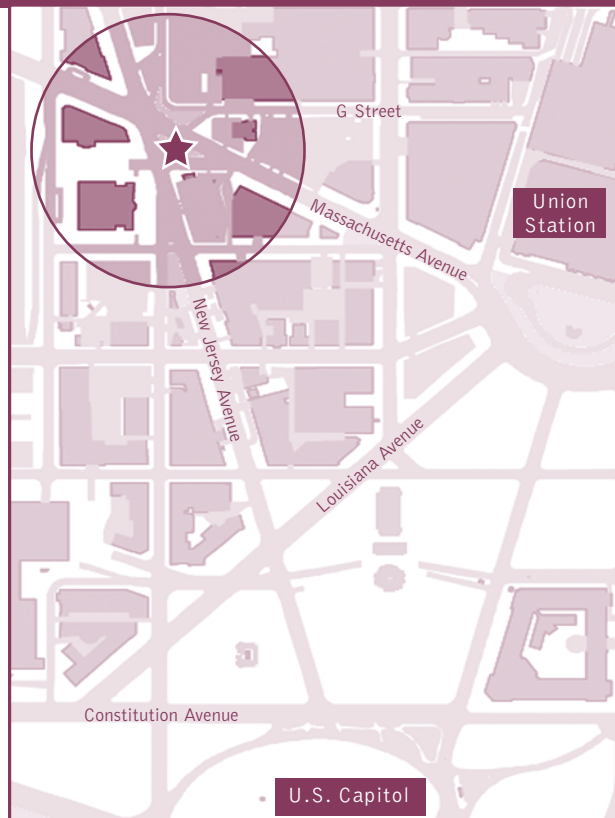 G Street
Union
Station
Massachusetts Avenue
New Jersey Avenue
Louisiana Avenue
Constitution Avenue
U.S. Capitol